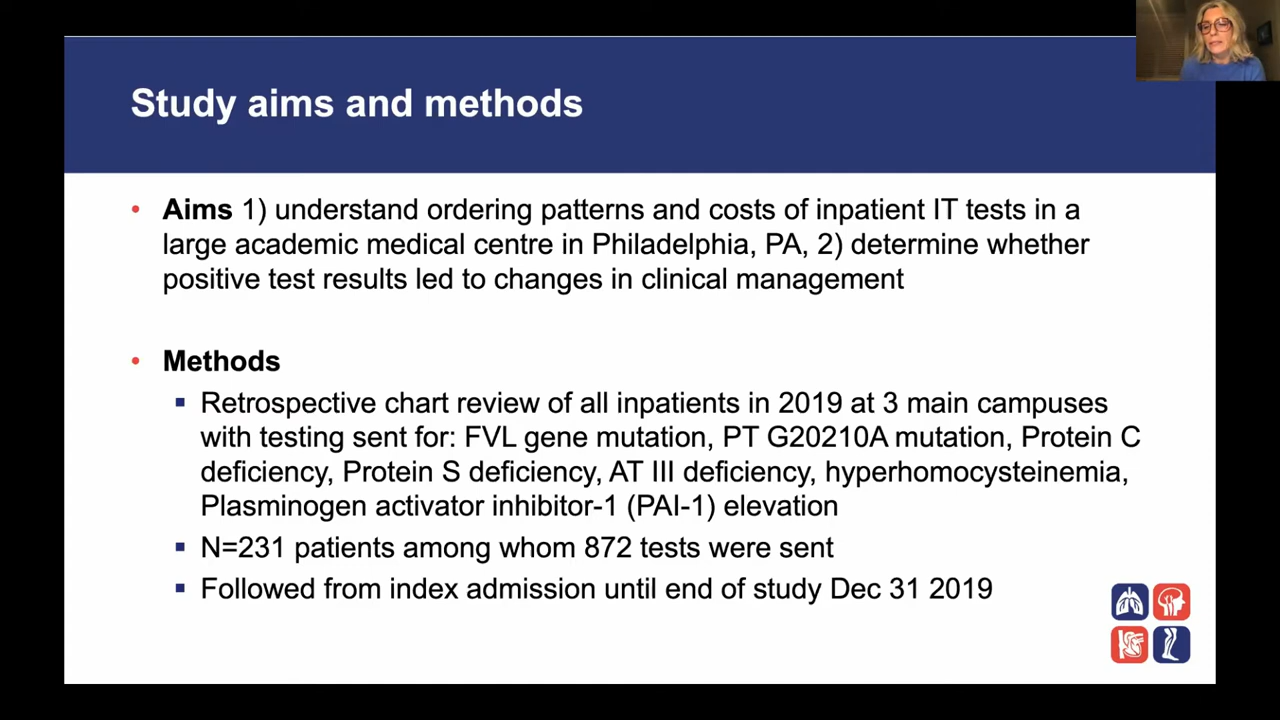 Study aims and methods
• Aims 1) understand ordering patterns and costs of inpatient IT tests in a
large academic medical centre in Philadelphia, PA, 2) determine whether
positive test results led to changes in clinical management
• Methods
▪ Retrospective chart review of all inpatients in 2019 at 3 main campuses
with testing sent for: FVL gene mutation, PT G20210A mutation, Protein C
deficiency, Protein S deficiency, AT III deficiency, hyperhomocysteinemia,
Plasminogen activator inhibitor-1 (PAI-1) elevation
▪ N=231 patients among whom 872 tests were sent
▪ Followed from index admission until end of study Dec 31 2019